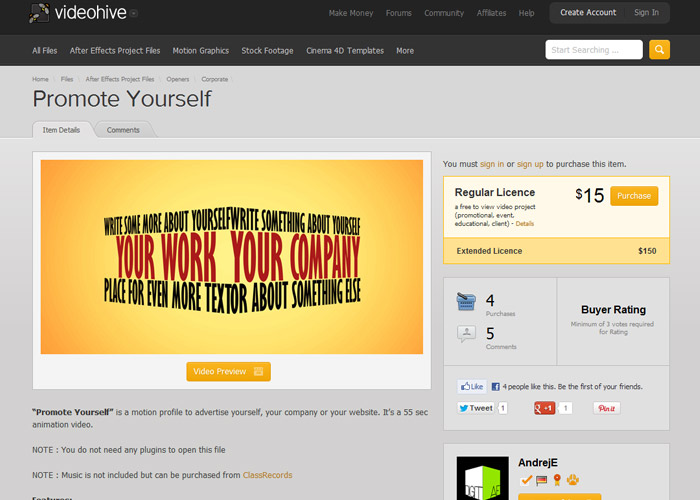 videohive
Make Money Forums Community Affiliates Help Create Account Sign In
All Files After Effects Project Files Motion Graphics Stock Footage Cinema 4D Templates More Start Searching ...
Home Files After Effects Project Files Openers Corporate
Promote Yourself
Item Details Comments
WRITE SOME MORE ABOUT YOURSELFWRITE SOMETHING ABOUT YOURSELF
YOUR WORK YOUR COMPANY
PLACE FOR EVEN MORE TEXTOR ABOUT SOMETHING ELSE
Video Preview
“Promote Yourself” is a motion profile to advertise yourself, your company or your website. It's a 55 sec
animation video.
NOTE : You do not need any plugins to open this file
NOTE : Music is not included but can be purchased from ClassRecords
Features:
You must sign in or sign up to purchase this item.
Regular Licence $15 Purchase
a free to view video project
(promotional, event,
educational, client) - Details
Extended Licence $150
4
Purchases
5
Comments
Buyer Rating
Minimum of 3 votes required
for Rating
Like 4 people like this. Be the first of your friends.
Tweet 1 +1 1 Pin it
AndrejE